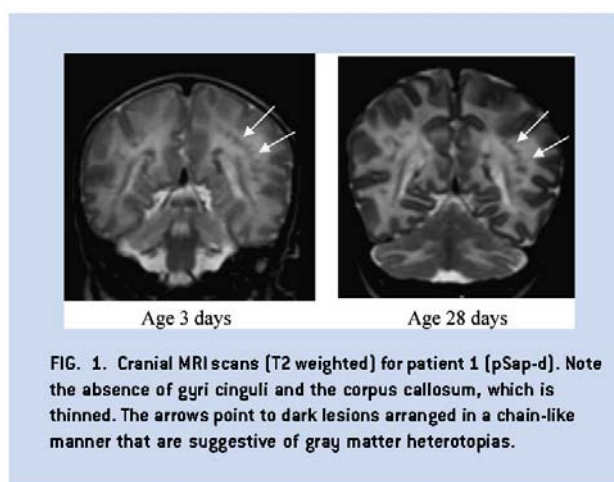 Age 3 days
Age 28 days
FIG. 1. Cranial MRI scans (T2 weighted) for patient 1 (pSap-d). Note
the absence of gyri cinguli and the corpus callosum, which is
thinned. The arrows point to dark lesions arranged in a chain-like
manner that are suggestive of gray matter heterotopias.